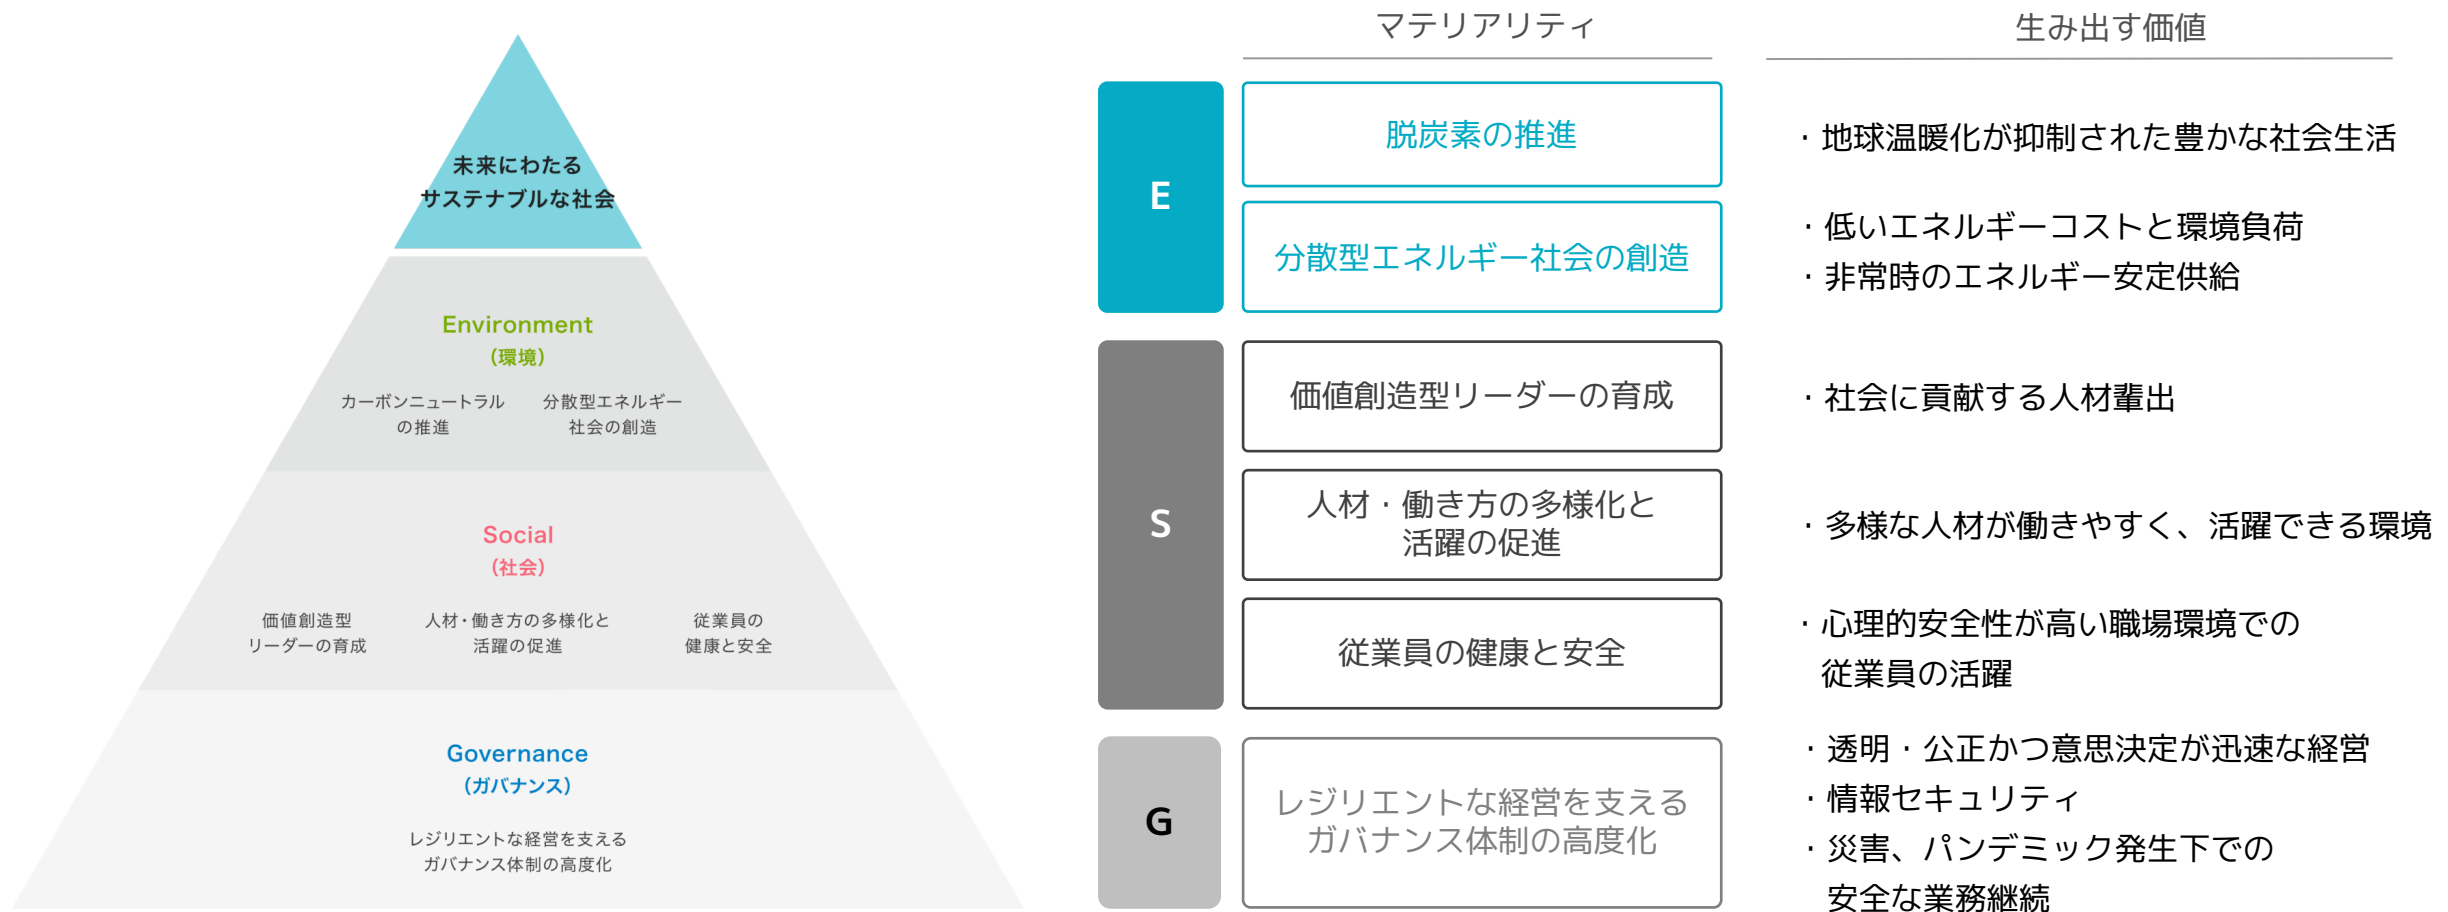 未来にわたる
サステナブルな社会
Environment
(環境)
カーボンニュートラル
の推進
分散型エネルギー
社会の創造
Social
(社会)
価値創造型
リーダーの育成
人材・働き方の多様化と
活躍の促進
従業員の
健康と安全
Governance
(ガバナンス)
レジリエントな経営を支える
ガバナンス体制の高度化
マテリアリティ
生み出す価値
E
脱炭素の推進
・地球温暖化が抑制された豊かな社会生活
分散型エネルギー社会の創造
・低いエネルギーコストと環境負荷
・非常時のエネルギー安定供給
S
価値創造型リーダーの育成
・社会に貢献する人材輩出
人材・働き方の多様化と
活躍の促進
・多様な人材が働きやすく、活躍できる環境
従業員の健康と安全
・心理的安全性が高い職場環境での
従業員の活躍
G
レジリエントな経営を支える
ガバナンス体制の高度化
・透明・公正かつ意思決定が迅速な経営
・情報セキュリティ
・災害、パンデミック発生下での
安全な業務継続